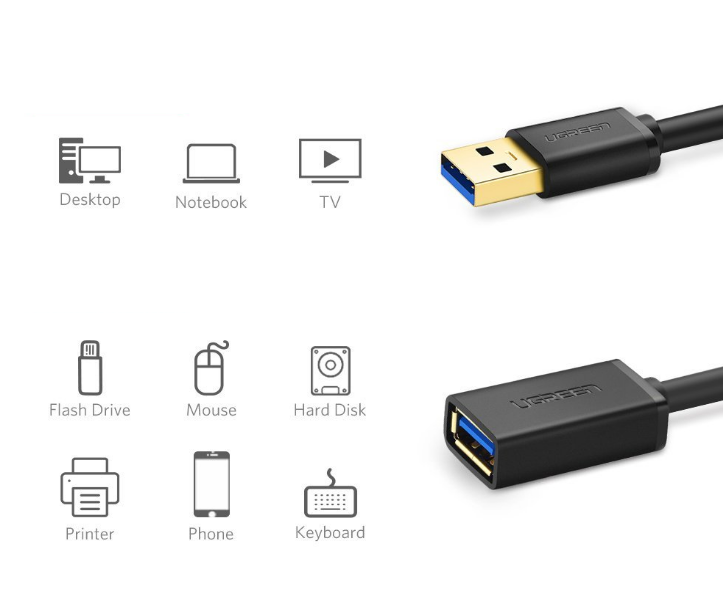 Desktop
Notebook
TV
UGREEN
Flash Drive
Mouse
Hard Disk
UGREEN
Printer
Phone
Keyboard